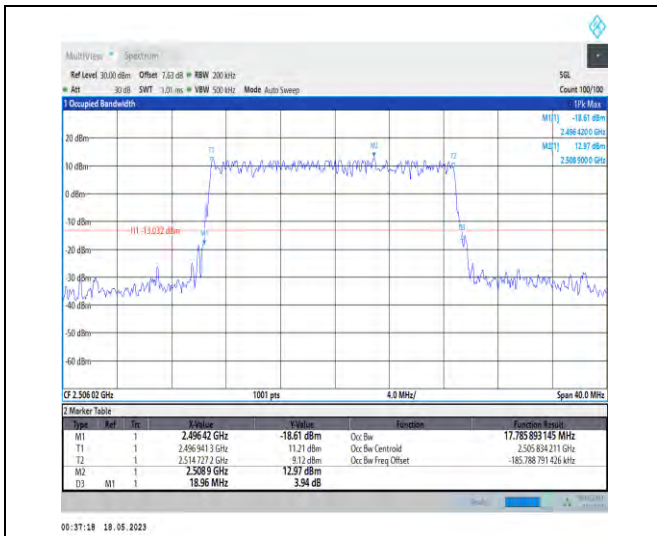 MultiView Spectrum
Ref Level 30.00 dBm Offset 7.63 dB RBW 200 kHz SGL
Att 30 dB SWT 1.01 ms VBW 500 kHz Mode Auto Sweep Count 100/100
1 Occupied Bandwidth 1Pk Max
M1[1] -18.61 dBm
2.496 420 0 GHz
20 dBm M2[1] 12.97 dBm
M2
T1 T2 2.508 900 0 GHz
10 dBm
0 dBm
-10 dBm
H1 -13.032 dBm M1 D3
-20 dBm
-30 dBm
-40 dBm
-50 dBm
-60 dBm
CF 2.506 02 GHz 1001 pts 4.0 MHz/ Span 40.0 MHz
2 Marker Table
Type Ref Trc X-Value Y-Value Function Function Result
M1 1 2.496 42 GHz -18.61 dBm Occ Bw 17.785 893 145 MHz
T1 1 2.496 941 3 GHz 11.21 dBm Occ Bw Centroid 2.505 834 211 GHz
T2 1 2.514 727 2 GHz 9.12 dBm Occ Bw Freq Offset -185.788 791 426 kHz
M2 1 2.508 9 GHz 12.97 dBm
D3 M1 1 18.96 MHz 3.94 dB
00:37:18 18.05.2023